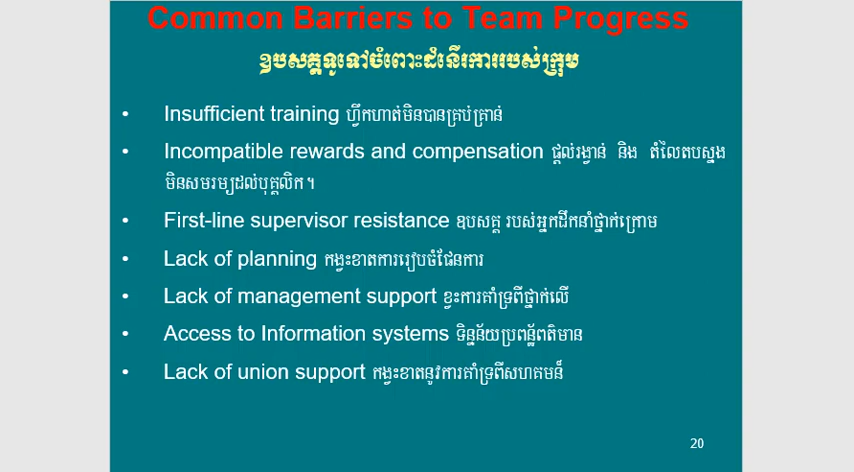 Common Barriers to Team Progress
ឧបសគ្គទូទៅចំពោះដំនើរការរបស់ក្រុម
• Insufficient training ហ្វឹកហាត់មិនបានគ្រប់គ្រាន់
• Incompatible rewards and compensation ផ្តល់រង្វាន់ និង តំលៃតបស្នង
មិនសមរម្យដល់បុគ្គលិក។
• First-line supervisor resistance ឧបសគ្គ របស់អ្នកដឹកនាំថ្នាក់ក្រោម
• Lack of planning កង្វះខាតការរៀបចំផែនការ
• Lack of management support ខ្វះការគាំទ្រពីថ្នាក់លើ
• Access to Information systems ទិន្នន័យប្រពន្ឋ័ពត៌មាន
• Lack of union support កង្វះខាតនូវការគាំទ្រពីសហគមន៍
20